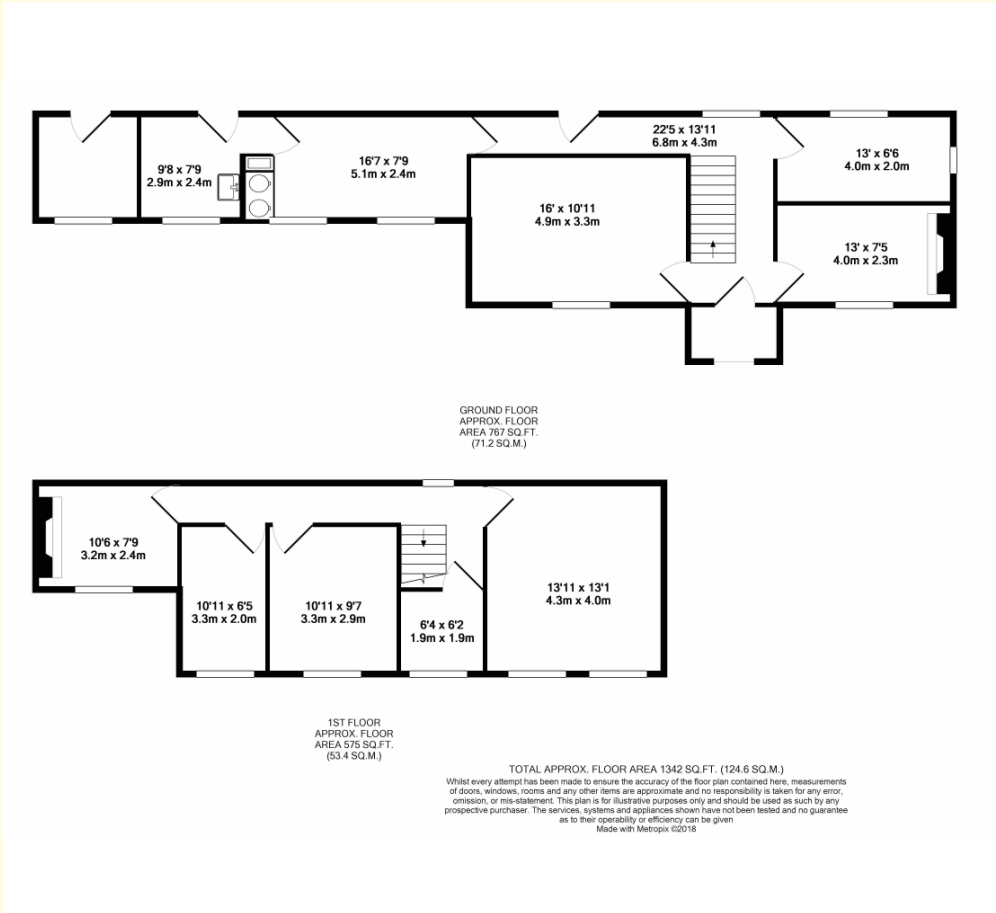 22'5 x 13'11
6.8m x 4.3m
9'8 x 7'9
2.9m x 2.4m
16'7 x 7'9
5.1m x 2.4m
13' x 6'6
4.0m x 2.0m
16' x 10'11
4.9m x 3.3m
13' x 7'5
4.0m x 2.3m
GROUND FLOOR
APPROX. FLOOR
AREA 767 SQ.FT.
(71.2 SQ.M.)
10'6 x 7'9
3.2m x 2.4m
10'11 x 6'5
3.3m x 2.0m
10'11 x 9'7
3.3m x 2.9m
6'4 x 6'2
1.9m x 1.9m
13'11 x 13'1
4.3m x 4.0m
1ST FLOOR
APPROX. FLOOR
AREA 575 SQ.FT.
(53.4 SQ.M.)
TOTAL APPROX. FLOOR AREA 1342 SQ.FT. (124.6 SQ.M.)
Whilst every attempt has been made to ensure the accuracy of the floor plan contained here, measurements
of doors, windows, rooms and any other items are approximate and no responsibility is taken for any error,
omission, or mis-statement. This plan is for illustrative purposes only and should be used as such by any
prospective purchaser. The services, systems and appliances shown have not been tested and no guarantee
as to their operability or efficiency can be given
Made with Metropix ©2018